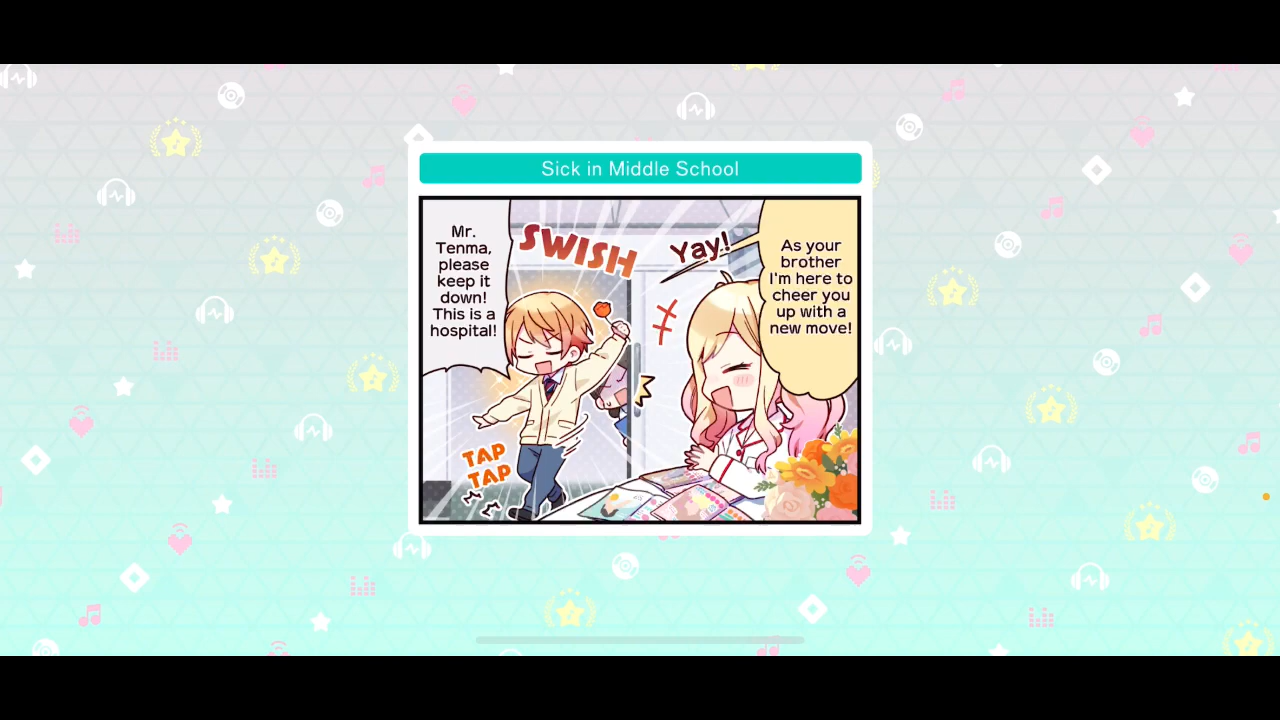 Sick in Middle School
Mr.
Tenma,
please
keep it
down!
This is a
hospital!
SWISH
Yay!
As your
brother
I'm here to
cheer you
up with a
new move!
TAP
TAP